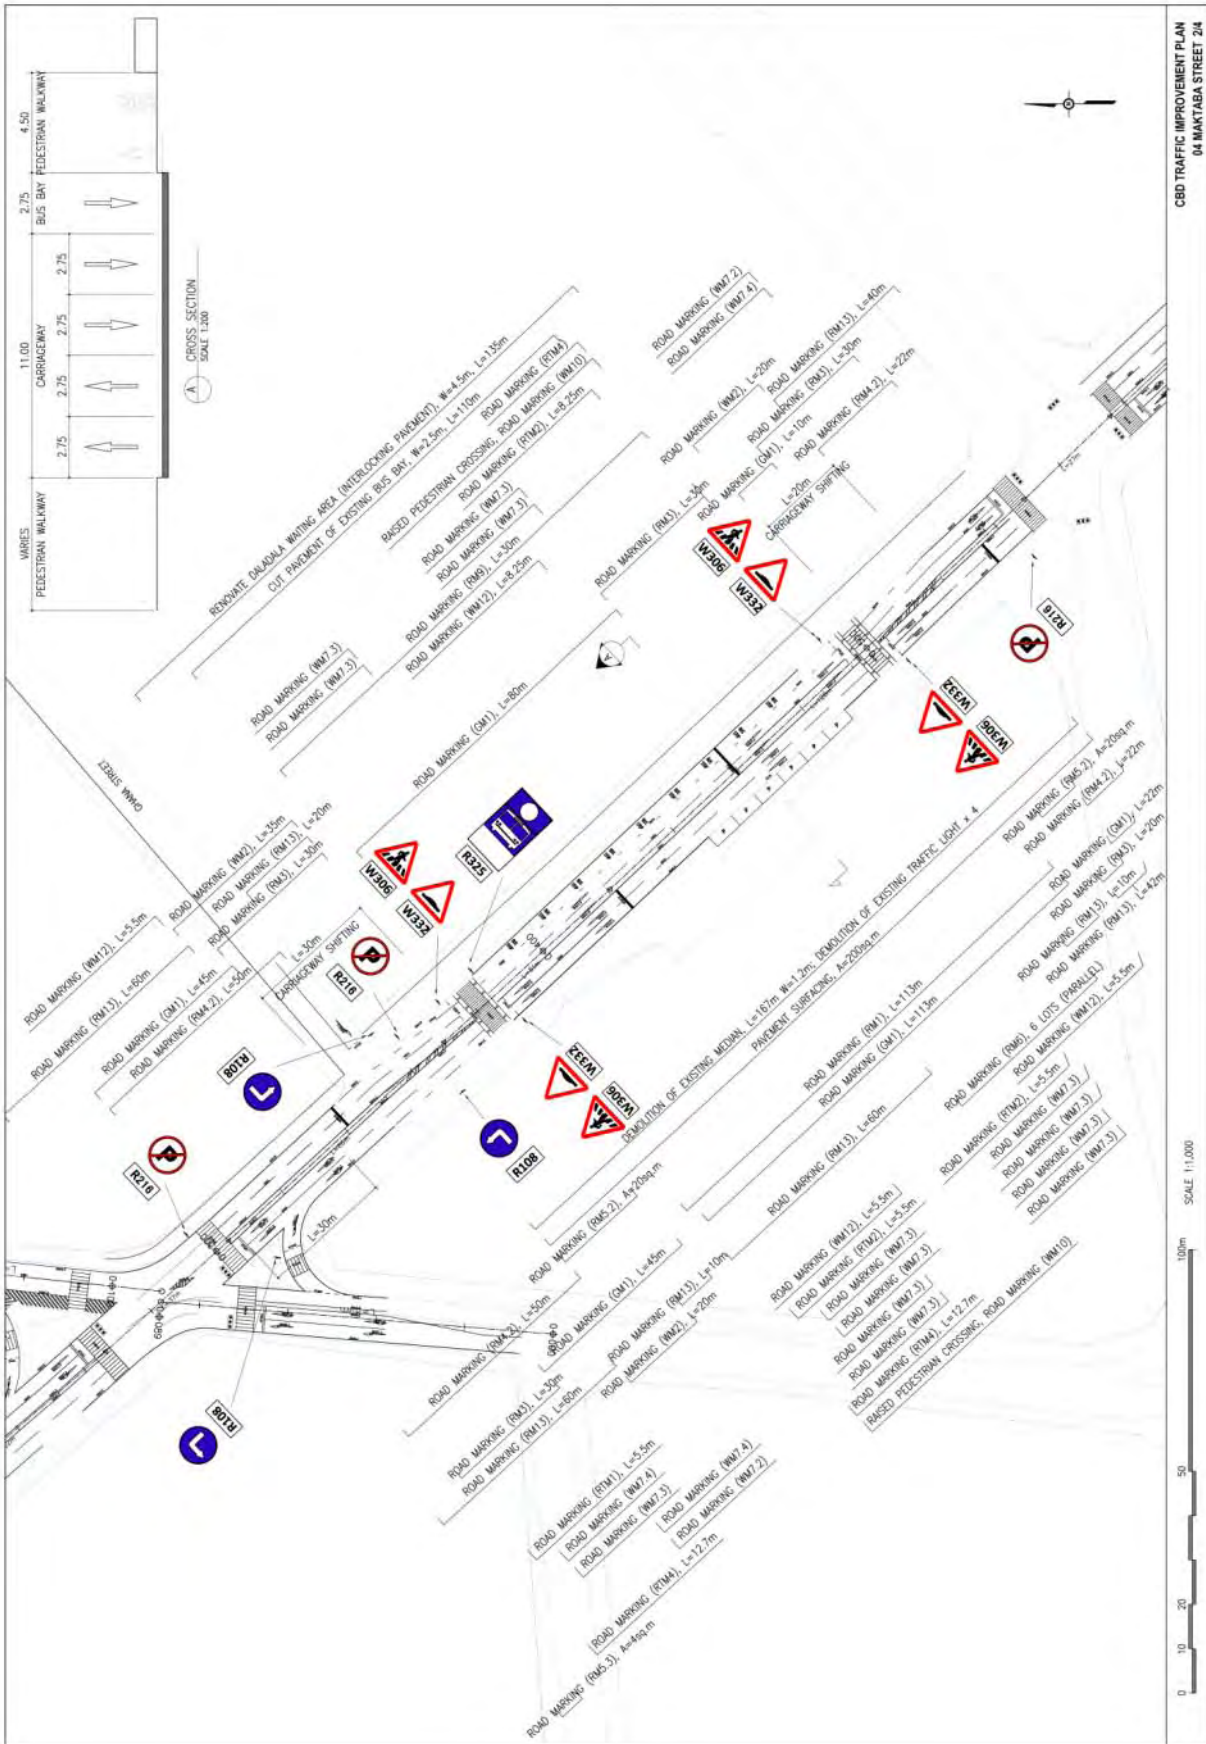 VARIES
PEDESTRIAN WALKWAY
11.00
CARRIAGEWAY
2.75
2.75
2.75
2.75
2.75
BUS BAY
4.50
PEDESTRIAN WALKWAY
A
CROSS SECTION
SCALE 1:200
GHANA STREET
RENOVATE DALADALA WAITING AREA (INTERLOCKING PAVEMENT), W=4.5m, L=135m
CUT PAVEMENT OF EXISTING BUS BAY, W=2.5m, L=110m
ROAD MARKING (RTM4)
RAISED PEDESTRIAN CROSSING, ROAD MARKING (WM10)
ROAD MARKING (RTM2), L=8.25m
ROAD MARKING (WM7.3)
ROAD MARKING (WM7.3)
ROAD MARKING (RM9), L=30m
ROAD MARKING (WM12), L=8.25m
ROAD MARKING (WM7.3)
ROAD MARKING (WM7.3)
ROAD MARKING (GM1), L=80m
A
ROAD MARKING (WM7.2)
ROAD MARKING (WM7.4)
ROAD MARKING (WM2), L=20m
ROAD MARKING (RM13), L=40m
ROAD MARKING (RM3), L=30m
ROAD MARKING (GM1), L=10m
ROAD MARKING (RM4.2), L=22m
ROAD MARKING (RM3), L=30m
L=20m
CARRIAGEWAY SHIFTING
W306
W332
ROAD MARKING (WM12), L=5.5m
ROAD MARKING (WM2), L=35m
ROAD MARKING (RM13), L=20m
ROAD MARKING (RM3), L=30m
ROAD MARKING (RM13), L=60m
ROAD MARKING (GM1), L=45m
ROAD MARKING (RM4.2), L=50m
L=30m
CARRIAGEWAY SHIFTING
W306
W332
R325
R216
R108
R216
R108
W332
W306
R108
L=30m
0+400
0+080
W332
W306
R216
DEMOLITION OF EXISTING MEDIAN, L=167m W=1.2m, DEMOLITION OF EXISTING TRAFFIC LIGHT x 4
PAVEMENT SURFACING, A=200sq.m
ROAD MARKING (RM5.2), A=20sq.m
ROAD MARKING (RM4.2), L=22m
ROAD MARKING (GM1), L=22m
ROAD MARKING (RM3), L=20m
ROAD MARKING (RM13), L=10m
ROAD MARKING (RM13), L=42m
ROAD MARKING (RM1), L=113m
ROAD MARKING (GM1), L=113m
ROAD MARKING (RM6), 6 LOTS (PARALLEL)
ROAD MARKING (WM12), L=5.5m
ROAD MARKING (RTM2), L=5.5m
ROAD MARKING (WM7.3)
ROAD MARKING (WM7.3)
ROAD MARKING (WM7.3)
ROAD MARKING (WM7.3)
ROAD MARKING (RM13), L=60m
ROAD MARKING (WM12), L=5.5m
ROAD MARKING (RTM2), L=5.5m
ROAD MARKING (WM7.3)
ROAD MARKING (WM7.3)
ROAD MARKING (WM7.3)
ROAD MARKING (WM7.3)
ROAD MARKING (RTM4), L=12.7m
RAISED PEDESTRIAN CROSSING, ROAD MARKING (WM10)
ROAD MARKING (RM5.2), A=20sq.m
ROAD MARKING (RM4.2), L=50m
ROAD MARKING (GM1), L=45m
ROAD MARKING (RM13), L=10m
ROAD MARKING (WM2), L=20m
ROAD MARKING (RM3), L=30m
ROAD MARKING (RM13), L=60m
ROAD MARKING (RTM1), L=5.5m
ROAD MARKING (WM7.4)
ROAD MARKING (WM7.3)
ROAD MARKING (WM7.4)
ROAD MARKING (WM7.2)
ROAD MARKING (RTM4), L=12.7m
ROAD MARKING (RM5.3), A=4sq.m
0 10 20 50 100m
SCALE 1:1,000
CBD TRAFFIC IMPROVEMENT PLAN
04 MAKTABA STREET 2/4